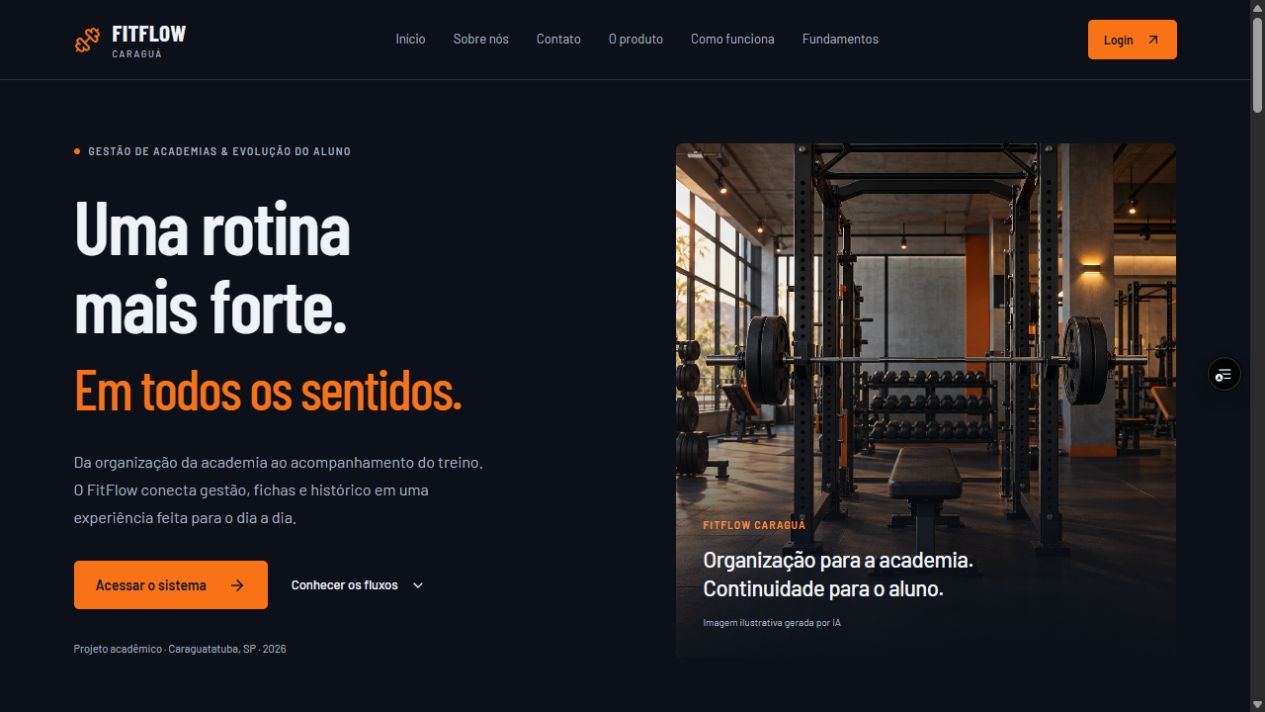 FITFLOW
CARAGUÁ
Início
Sobre nós
Contato
O produto
Como funciona
Fundamentos
Login
GESTÃO DE ACADEMIAS & EVOLUÇÃO DO ALUNO
Uma rotina
mais forte.
Em todos os sentidos.
Da organização da academia ao acompanhamento do treino.
O FitFlow conecta gestão, fichas e histórico em uma
experiência feita para o dia a dia.
Acessar o sistema
Conhecer os fluxos
Projeto acadêmico · Caraguatatuba, SP · 2026
FITFLOW CARAGUÁ
Organização para a academia.
Continuidade para o aluno.
Imagem ilustrativa gerada por IA